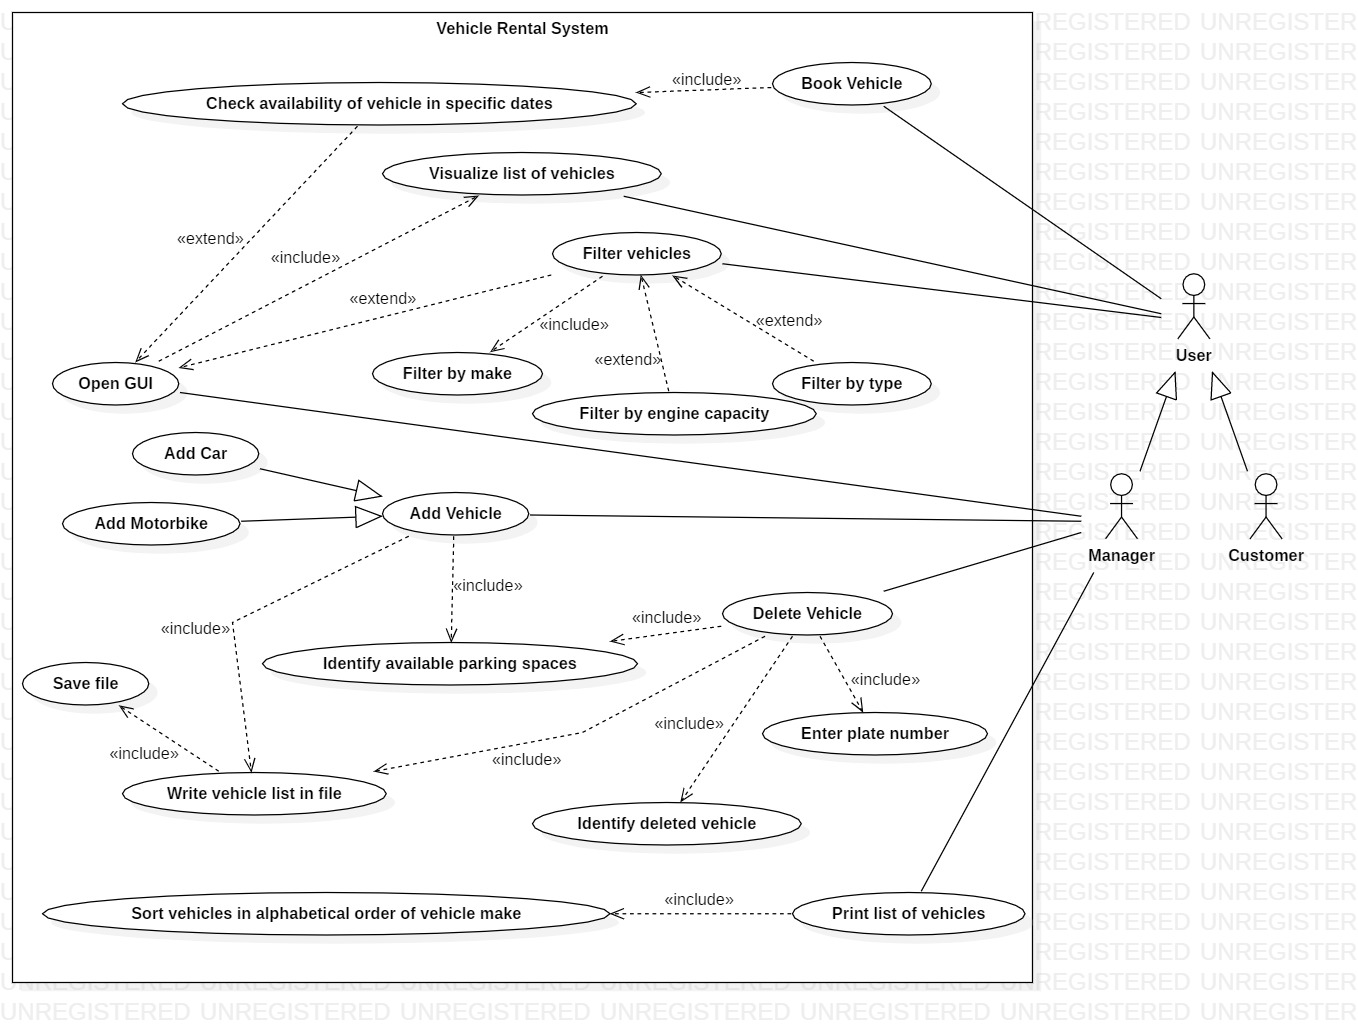 Vehicle Rental System
«include»
Book Vehicle
Check availability of vehicle in specific dates
Visualize list of vehicles
«extend»
«include»
Filter vehicles
«extend»
«include»
«extend»
«extend»
User
Open GUI
Filter by make
Filter by type
Filter by engine capacity
Add Car
Add Vehicle
Add Motorbike
Manager
Customer
«include»
«include»
«include»
Delete Vehicle
Identify available parking spaces
Save file
«include»
«include»
Enter plate number
«include»
«include»
Write vehicle list in file
Identify deleted vehicle
«include»
Sort vehicles in alphabetical order of vehicle make
Print list of vehicles
UNREGISTERED UNREGISTERED UNREGISTERED UNREGISTERED UNREGISTERED UNREGISTERED UNREGISTER